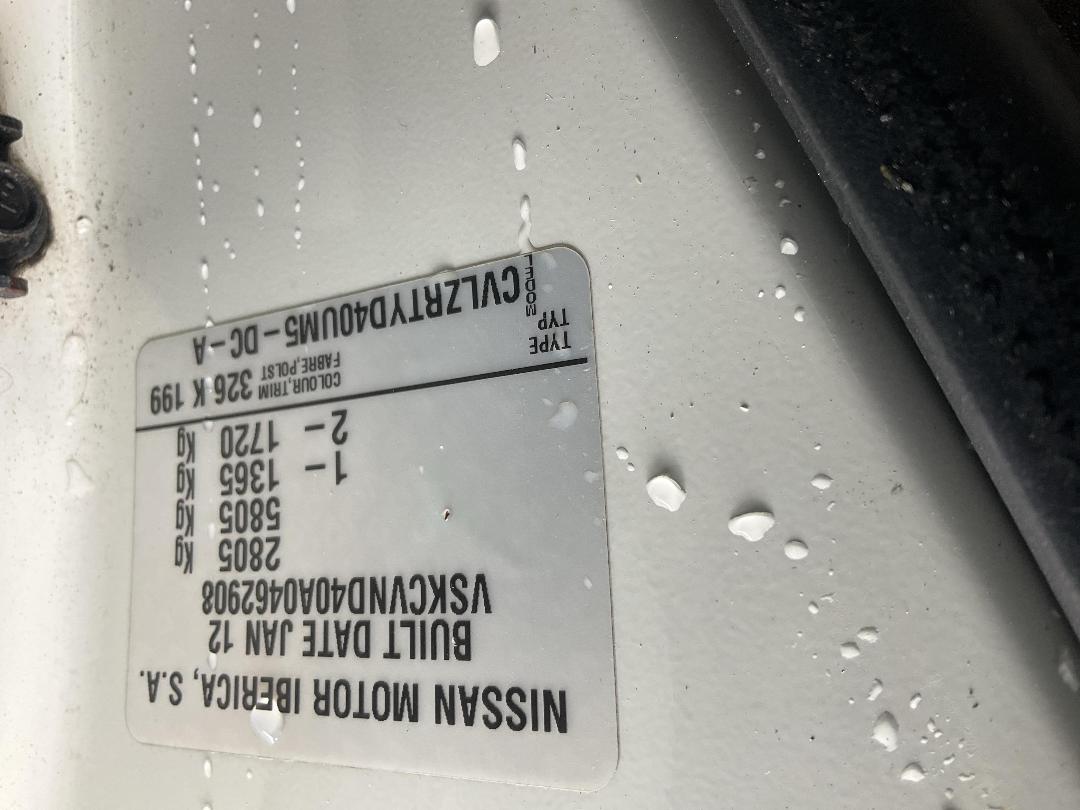 NISSAN MOTOR IBERICA, S.A.
BUILT DATE JAN 12
VSKCVND40A0462908
2805 Kg
5805 Kg
1– 1365 Kg
2– 1720 Kg
TYPE
TYP
COLOUR,TRIM
FABRE,POLST
326 K 199
CVLZRTYD40UM5–DC–A